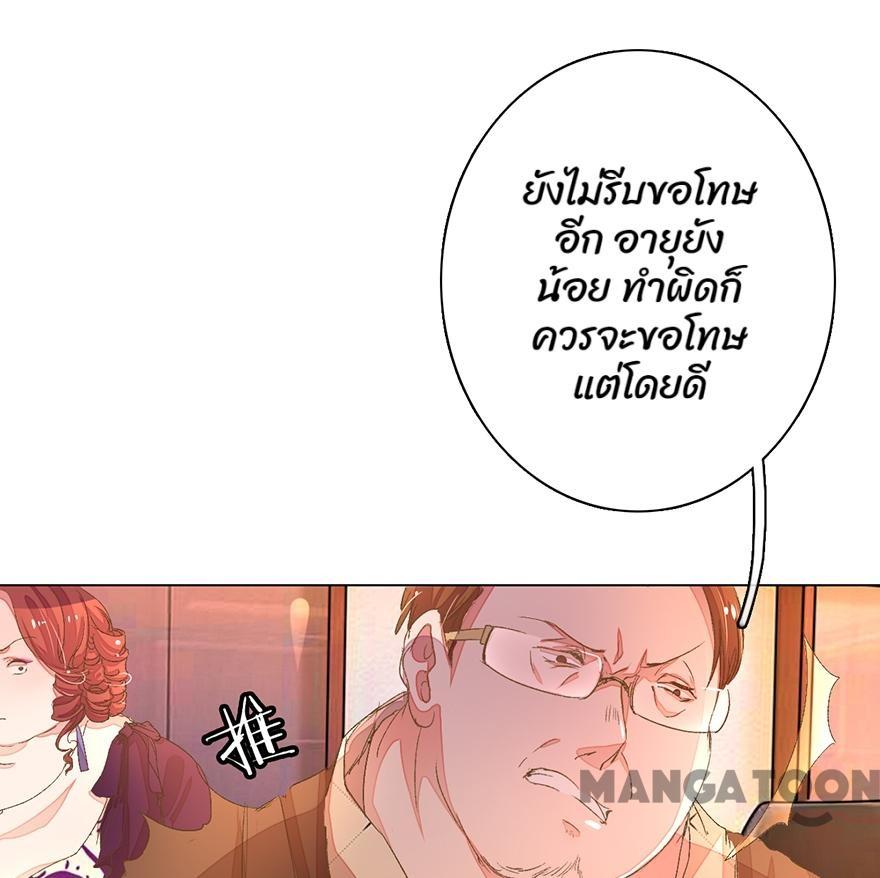 ยังไม่รีบขอโทษ
อีก อายุยัง
น้อย ทำผิดก็
ควรจะขอโทษ
แต่โดยดี
推
MANGATOON